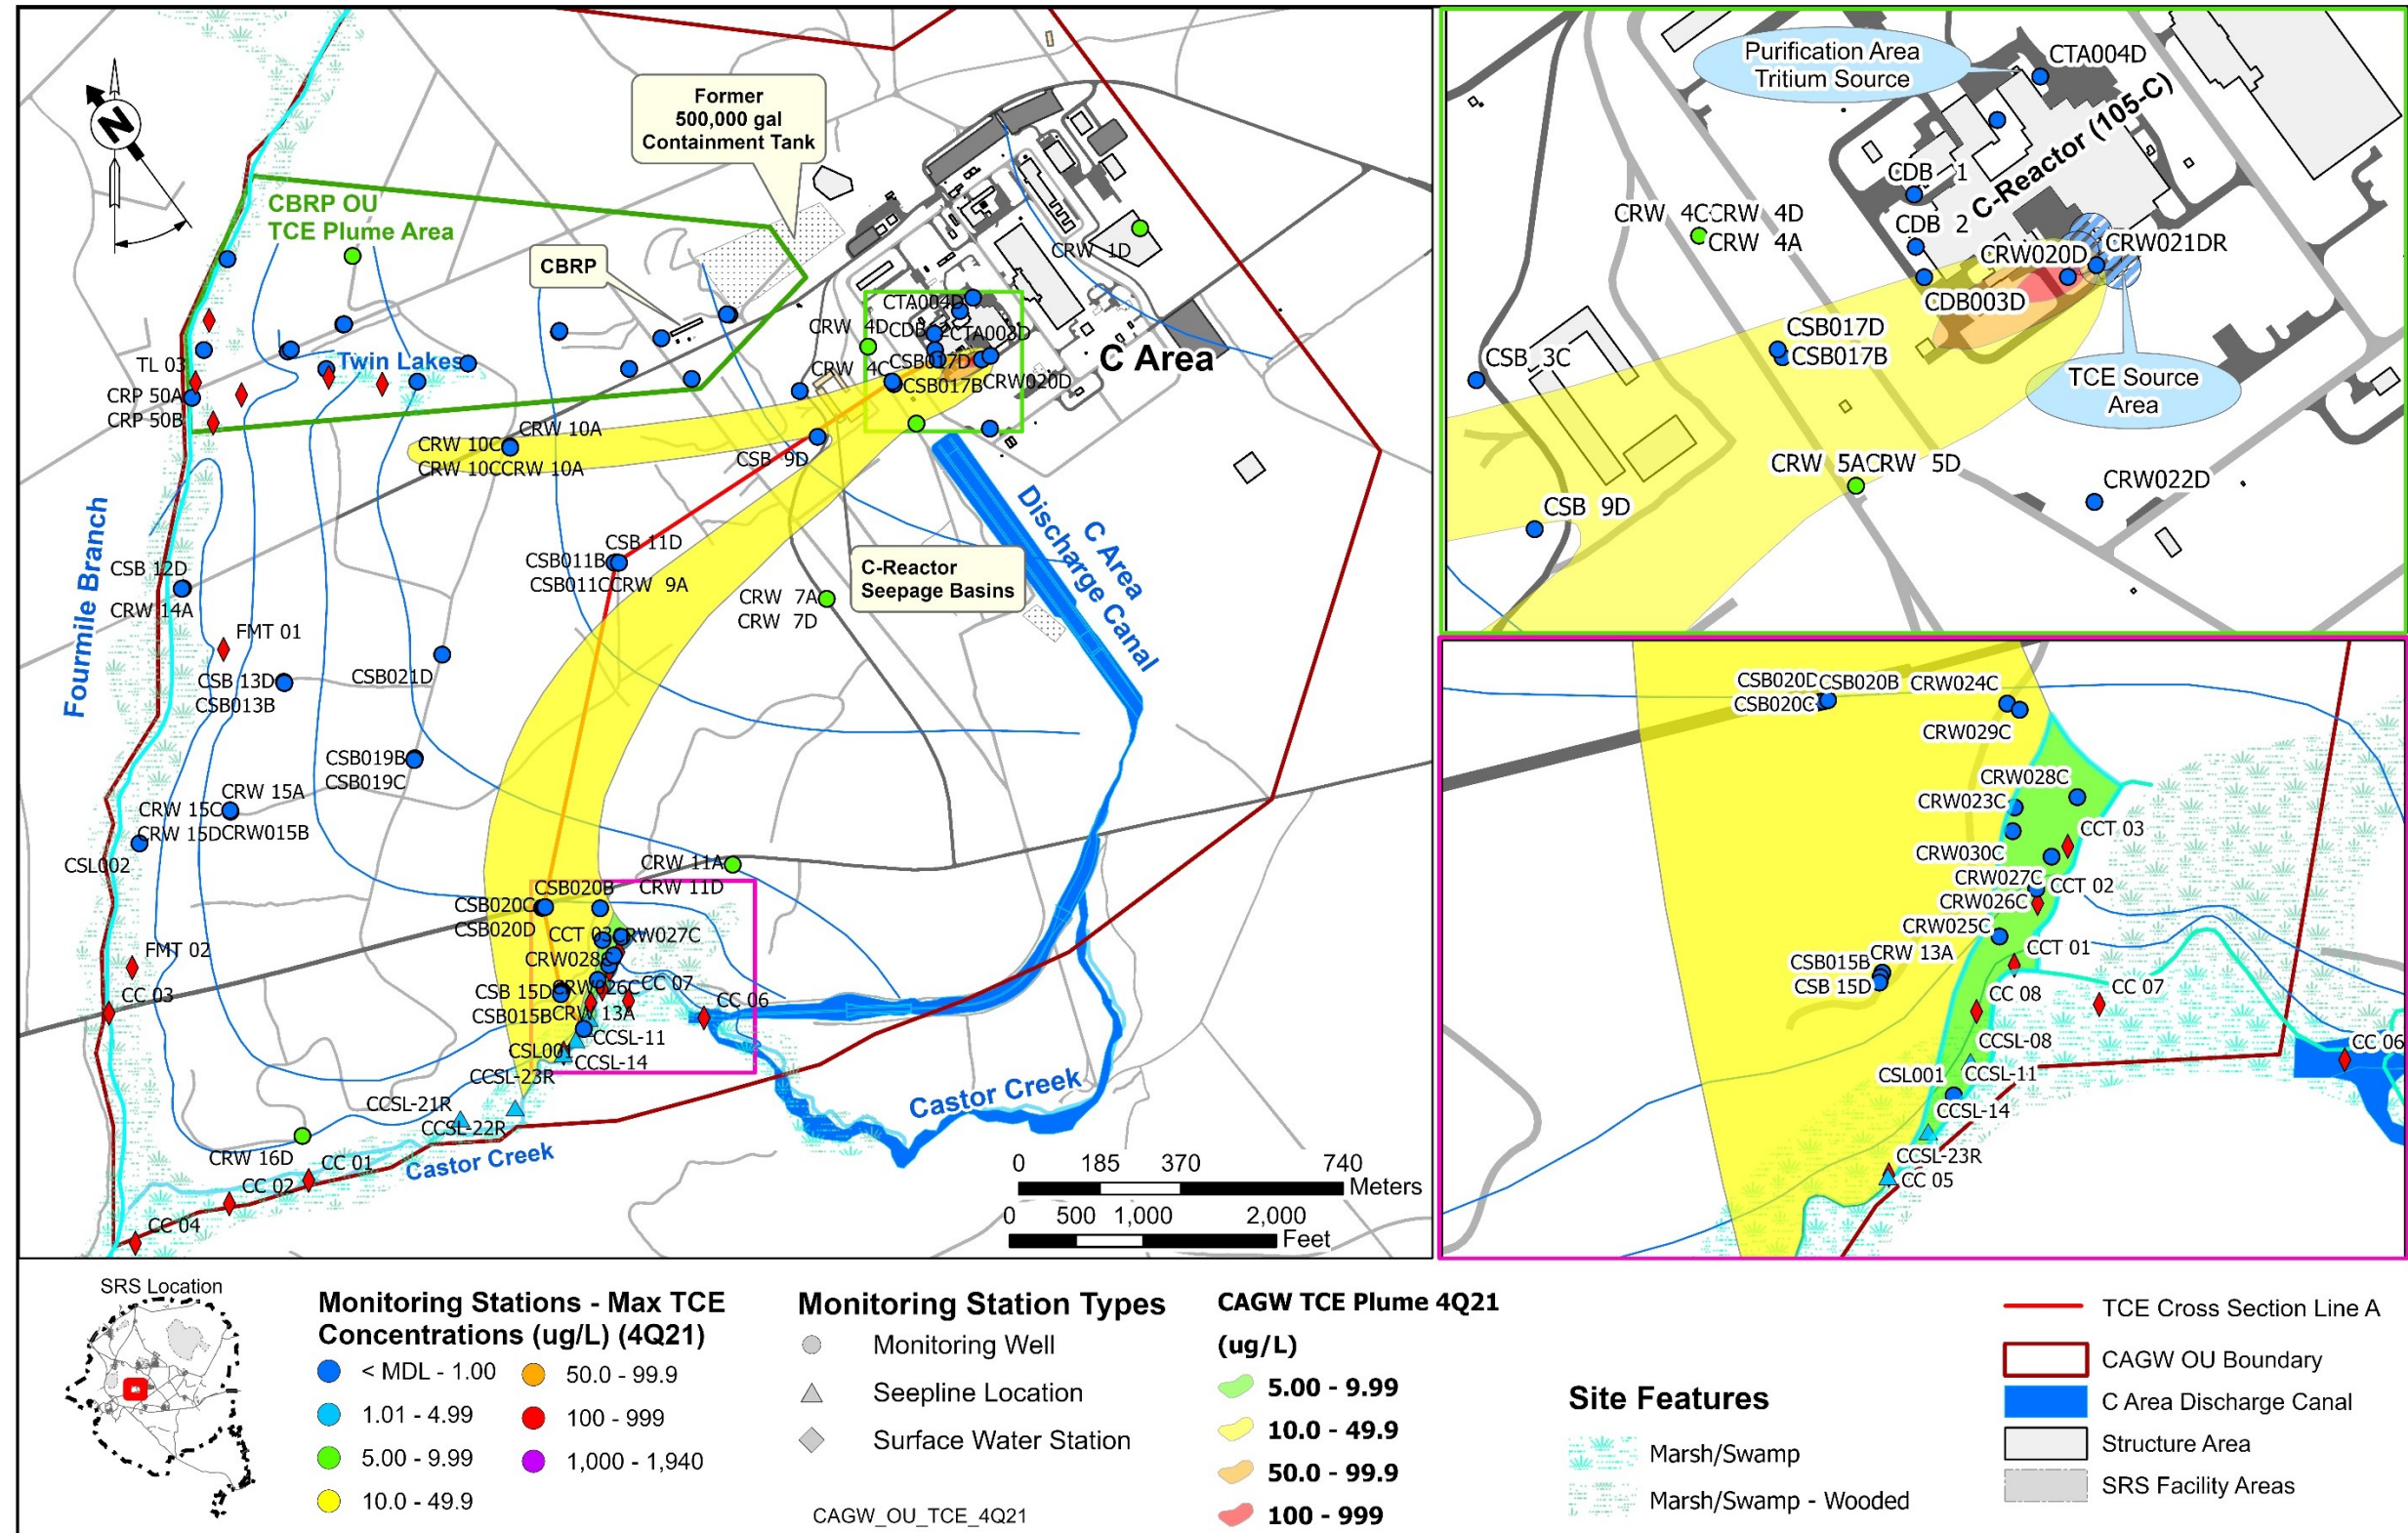 Former
500,000 gal
Containment Tank
N
CBRP OU
TCE Plume Area
CBRP
CRW 1D
CTA004D
CRW 4D
CTA003D
CSB017D
CRW 4C
CSB017B
CRW020D
C Area
TL 03
Twin Lakes
CRP 50A
CRP 50B
CRW 10C
CRW 10A
CRW 10C
CRW 10A
CSB 9D
Fourmile Branch
C Area
Discharge Canal
CSB 11D
CSB011B
CSB011C
CRW 9A
C-Reactor
Seepage Basins
CRW 7A
CRW 7D
CSB 12D
CRW 14A
FMT 01
CSB 13D
CSB013B
CSB021D
CSB019B
CSB019C
CRW 15A
CRW 15C
CRW 15D
CRW015B
CSL002
CRW 11A
CRW 11D
CSB020B
CSB020C
CSB020D
CCT 03
CRW027C
CRW028C
FMT 02
CRW026C
CC 07
CSB 15D
CC 03
CC 06
CSB015B
CRW 13A
CCSL-11
CSL001
CCSL-14
CCSL-23R
CCSL-21R
CCSL-22R
Castor Creek
CRW 16D
CC 01
Castor Creek
CC 02
CC 04
0 185 370 740
Meters
0 500 1,000 2,000
Feet
Purification Area
Tritium Source
CTA004D
C-Reactor (105-C)
CDB 1
CRW 4C
CRW 4D
CRW 4A
CDB 2
CRW020D
CRW021DR
CDB003D
CSB017D
CSB017B
CSB 3C
TCE Source
Area
CRW 5A
CRW 5D
CRW022D
CSB 9D
CSB020D
CSB020B
CRW024C
CSB020C
CRW029C
CRW028C
CRW023C
CCT 03
CRW030C
CRW027C
CCT 02
CRW026C
CRW025C
CCT 01
CRW 13A
CSB015B
CSB 15D
CC 08
CC 07
CCSL-08
CC 06
CSL001
CCSL-11
CCSL-14
CCSL-23R
CC 05
SRS Location
Monitoring Stations - Max TCE
Concentrations (ug/L) (4Q21)
< MDL - 1.00
1.01 - 4.99
5.00 - 9.99
10.0 - 49.9
50.0 - 99.9
100 - 999
1,000 - 1,940
Monitoring Station Types
Monitoring Well
Seepline Location
Surface Water Station
CAGW_OU_TCE_4Q21
CAGW TCE Plume 4Q21
(ug/L)
5.00 - 9.99
10.0 - 49.9
50.0 - 99.9
100 - 999
Site Features
Marsh/Swamp
Marsh/Swamp - Wooded
TCE Cross Section Line A
CAGW OU Boundary
C Area Discharge Canal
Structure Area
SRS Facility Areas